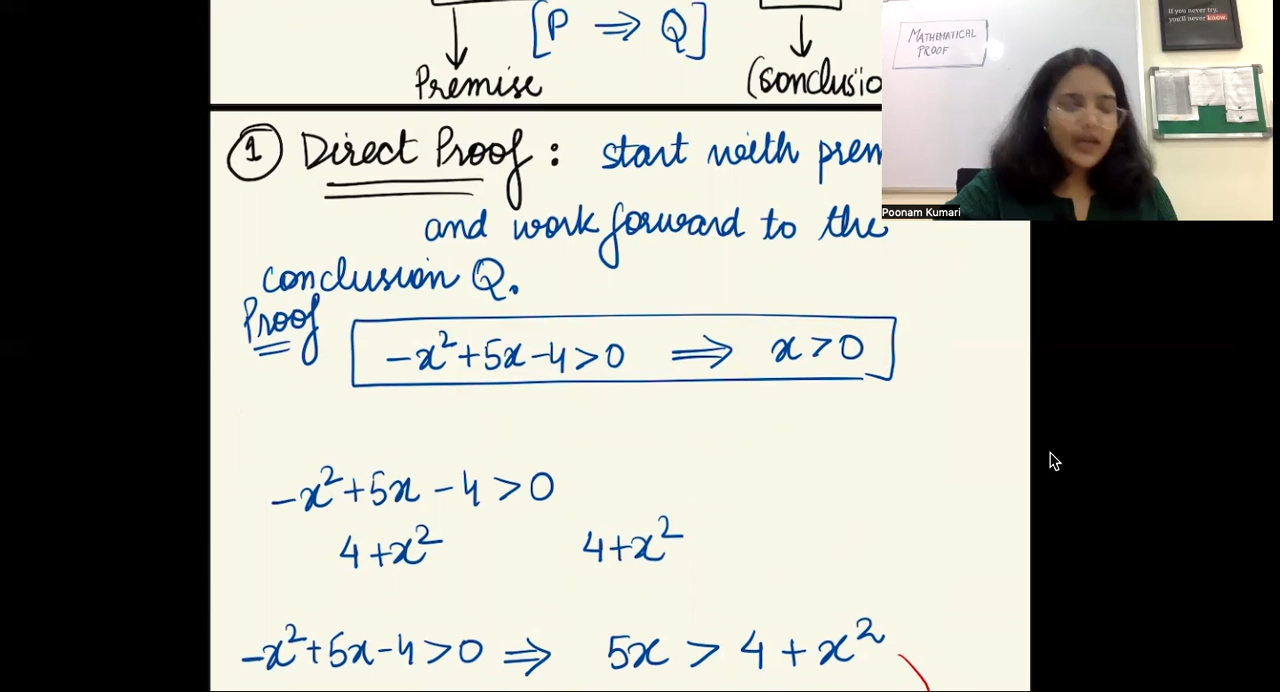 [P ⇒ Q]
Premise
(Conclusio
① Direct Proof : start with prem
and work forward to the
conclusion Q.
Proof
-x²+5x-4>0 ⇒ x>0
-x²+5x-4>0
4+x² 4+x²
-x²+5x-4>0 ⇒ 5x > 4+x²
MATHEMATICAL
PROOF
If you never try,
you'll never know.
Poonam Kumari